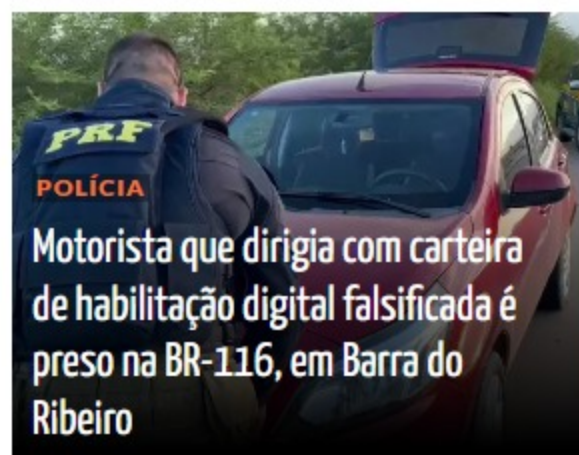 PRF
POLÍCIA
Motorista que dirigia com carteira
de habilitação digital falsificada é
preso na BR-116, em Barra do
Ribeiro